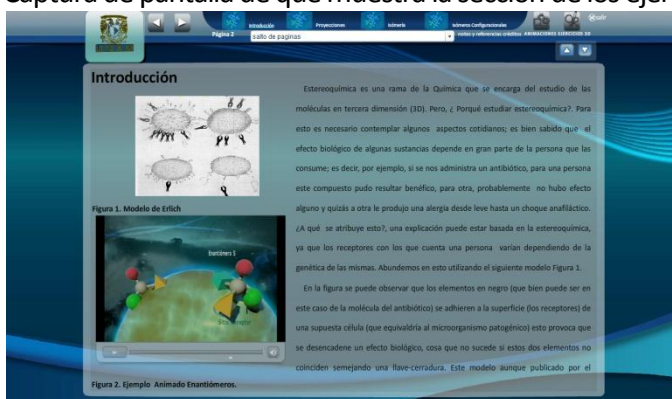 Captura de pantalla de que muestra la sección de los ejer
Página 2
Introducción
Proyecciones
Isómeria
Isómeros Configuracionales
salir
salto de paginas
notas y referencias créditos ANIMACIONES EJERCICIOS 3D
Introducción
Figura 1. Modelo de Erlich
Enantiómero S
Figura 2. Ejemplo Animado Enantiómeros.
Estereoquímica es una rama de la Química que se encarga del estudio de las
moléculas en tercera dimensión (3D). Pero, ¿ Porqué estudiar estereoquímica?. Para
esto es necesario contemplar algunos aspectos cotidianos; es bien sabido que el
efecto biológico de algunas sustancias depende en gran parte de la persona que las
consume; es decir, por ejemplo, si se nos administra un antibiótico, para una persona
este compuesto pudo resultar benéfico, para otra, probablemente no hubo efecto
alguno y quizás a otra le produjo una alergia desde leve hasta un choque anafiláctico.
¿A qué se atribuye esto?, una explicación puede estar basada en la estereoquímica,
ya que los receptores con los que cuenta una persona varían dependiendo de la
genética de las mismas. Abundemos en esto utilizando el siguiente modelo Figura 1.
En la figura se puede observar que los elementos en negro (que bien puede ser en
este caso de la molécula del antibiótico) se adhieren a la superficie (los receptores) de
una supuesta célula (que equivaldría al microorganismo patogénico) esto provoca que
se desencadene un efecto biológico, cosa que no sucede si estos dos elementos no
coinciden semejando una llave-cerradura. Este modelo aunque publicado por el